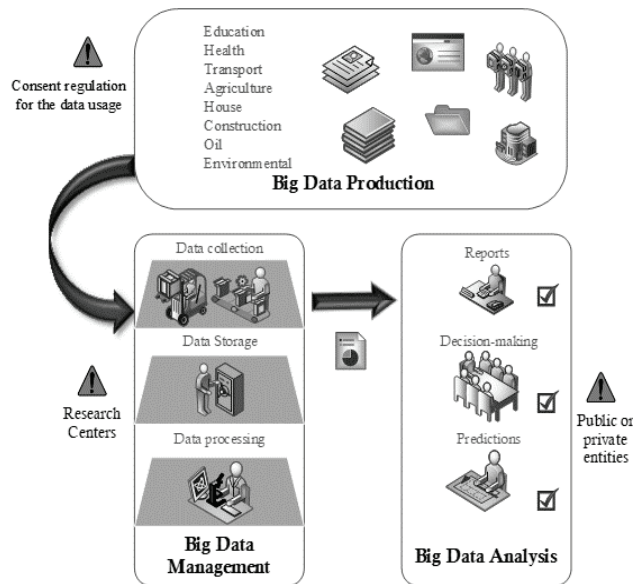 Education
Health
Transport
Agriculture
House
Construction
Oil
Environmental
Big Data Production
Consent regulation
for the data usage
Data collection
Data Storage
Data processing
Big Data
Management
Research
Centers
Reports
Decision-making
Predictions
Big Data Analysis
Public or
private
entities